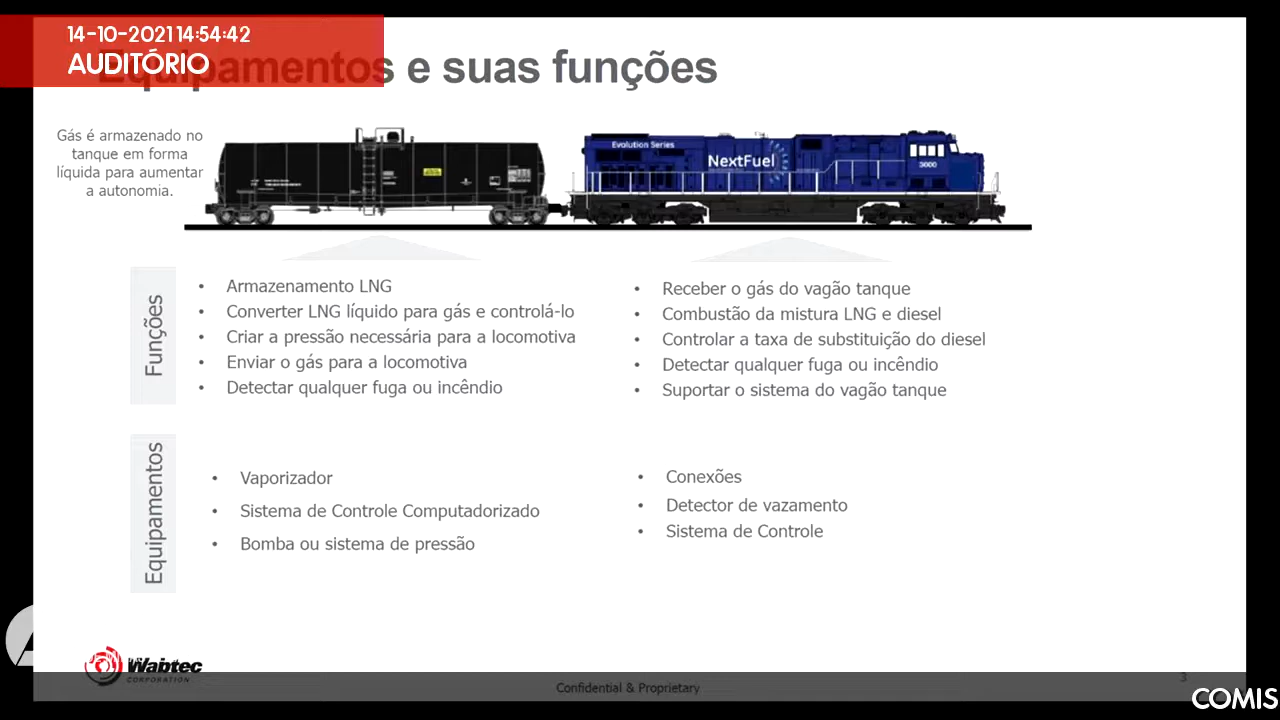 14-10-2021 14:54:42
AUDITÓRIO
Equipamentos e suas funções
Gás é armazenado no
tanque em forma
líquida para aumentar
a autonomia.
Evolution Series
NextFuel
3000
Funções
• Armazenamento LNG
• Converter LNG líquido para gás e controlá-lo
• Criar a pressão necessária para a locomotiva
• Enviar o gás para a locomotiva
• Detectar qualquer fuga ou incêndio
• Receber o gás do vagão tanque
• Combustão da mistura LNG e diesel
• Controlar a taxa de substituição do diesel
• Detectar qualquer fuga ou incêndio
• Suportar o sistema do vagão tanque
Equipamentos
• Vaporizador
• Sistema de Controle Computadorizado
• Bomba ou sistema de pressão
• Conexões
• Detector de vazamento
• Sistema de Controle
Wabtec
CORPORATION
Confidential & Proprietary
3
COMIS